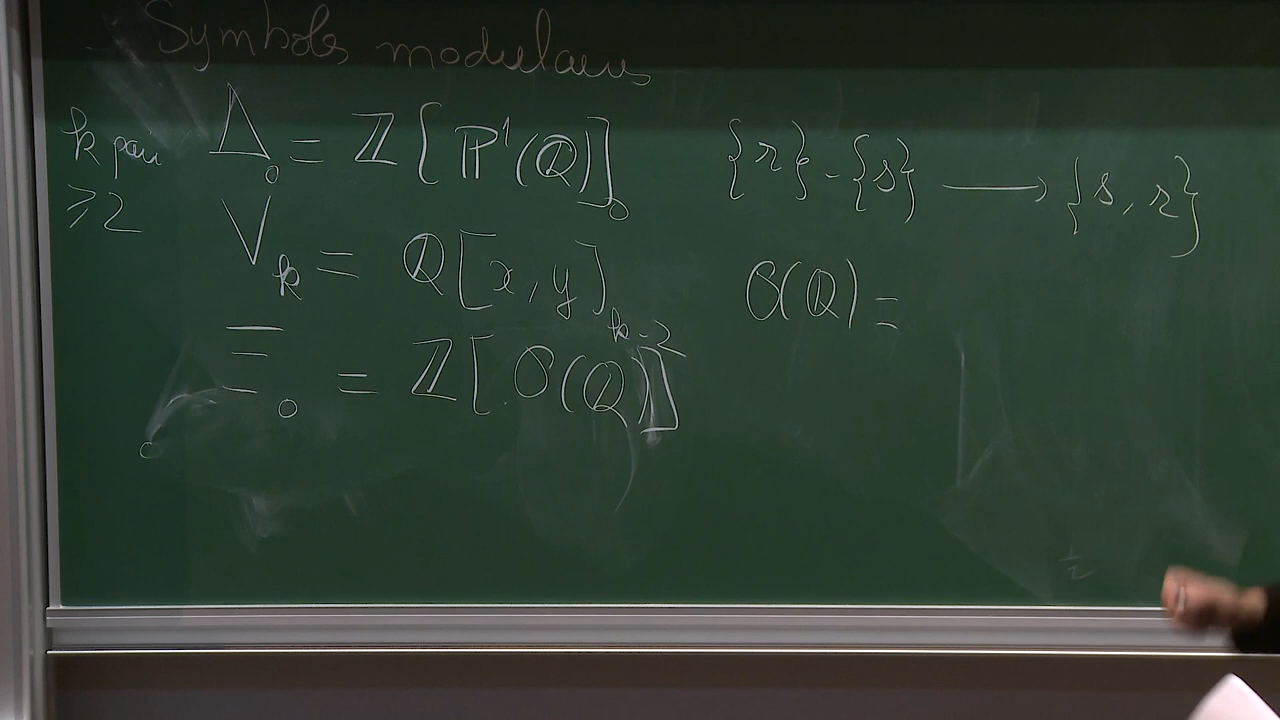 Symboles modulaires
k pair Δ₀ = ℤ[ℙ¹(ℚ)]₀ {r} - {s} ⟶ {s, r}
≥2 V_k = ℚ[x, y]_{k-2} 𝒪(ℚ) =
Ξ₀ = ℤ[𝒪(ℚ)]